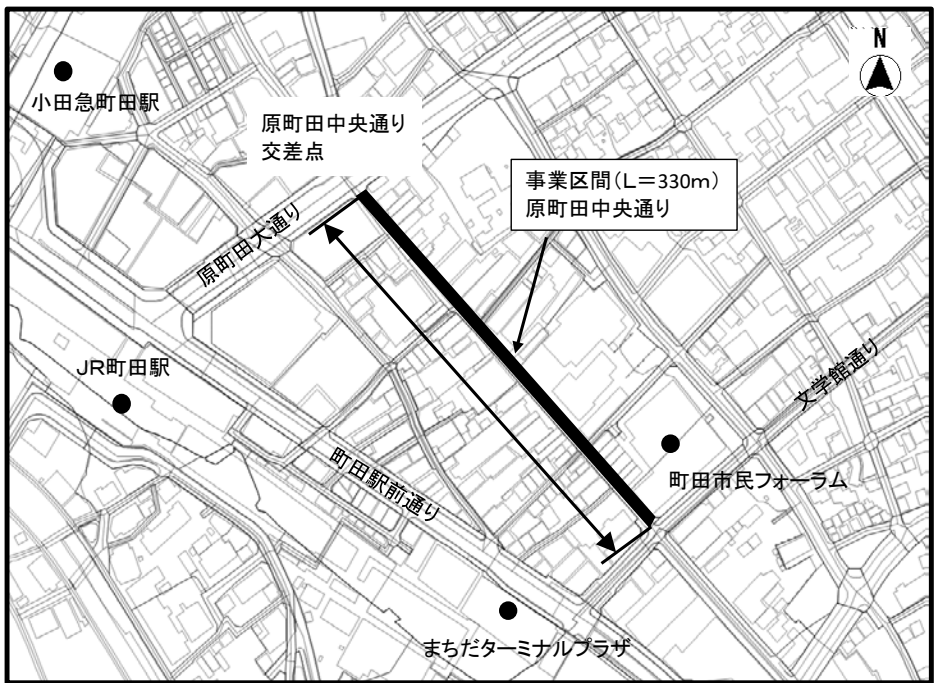 N
小田急町田駅
原町田中央通り
交差点
事業区間(L=330m)
原町田中央通り
原町田大通り
JR町田駅
文学館通り
町田駅前通り
町田市民フォーラム
まちだターミナルプラザ